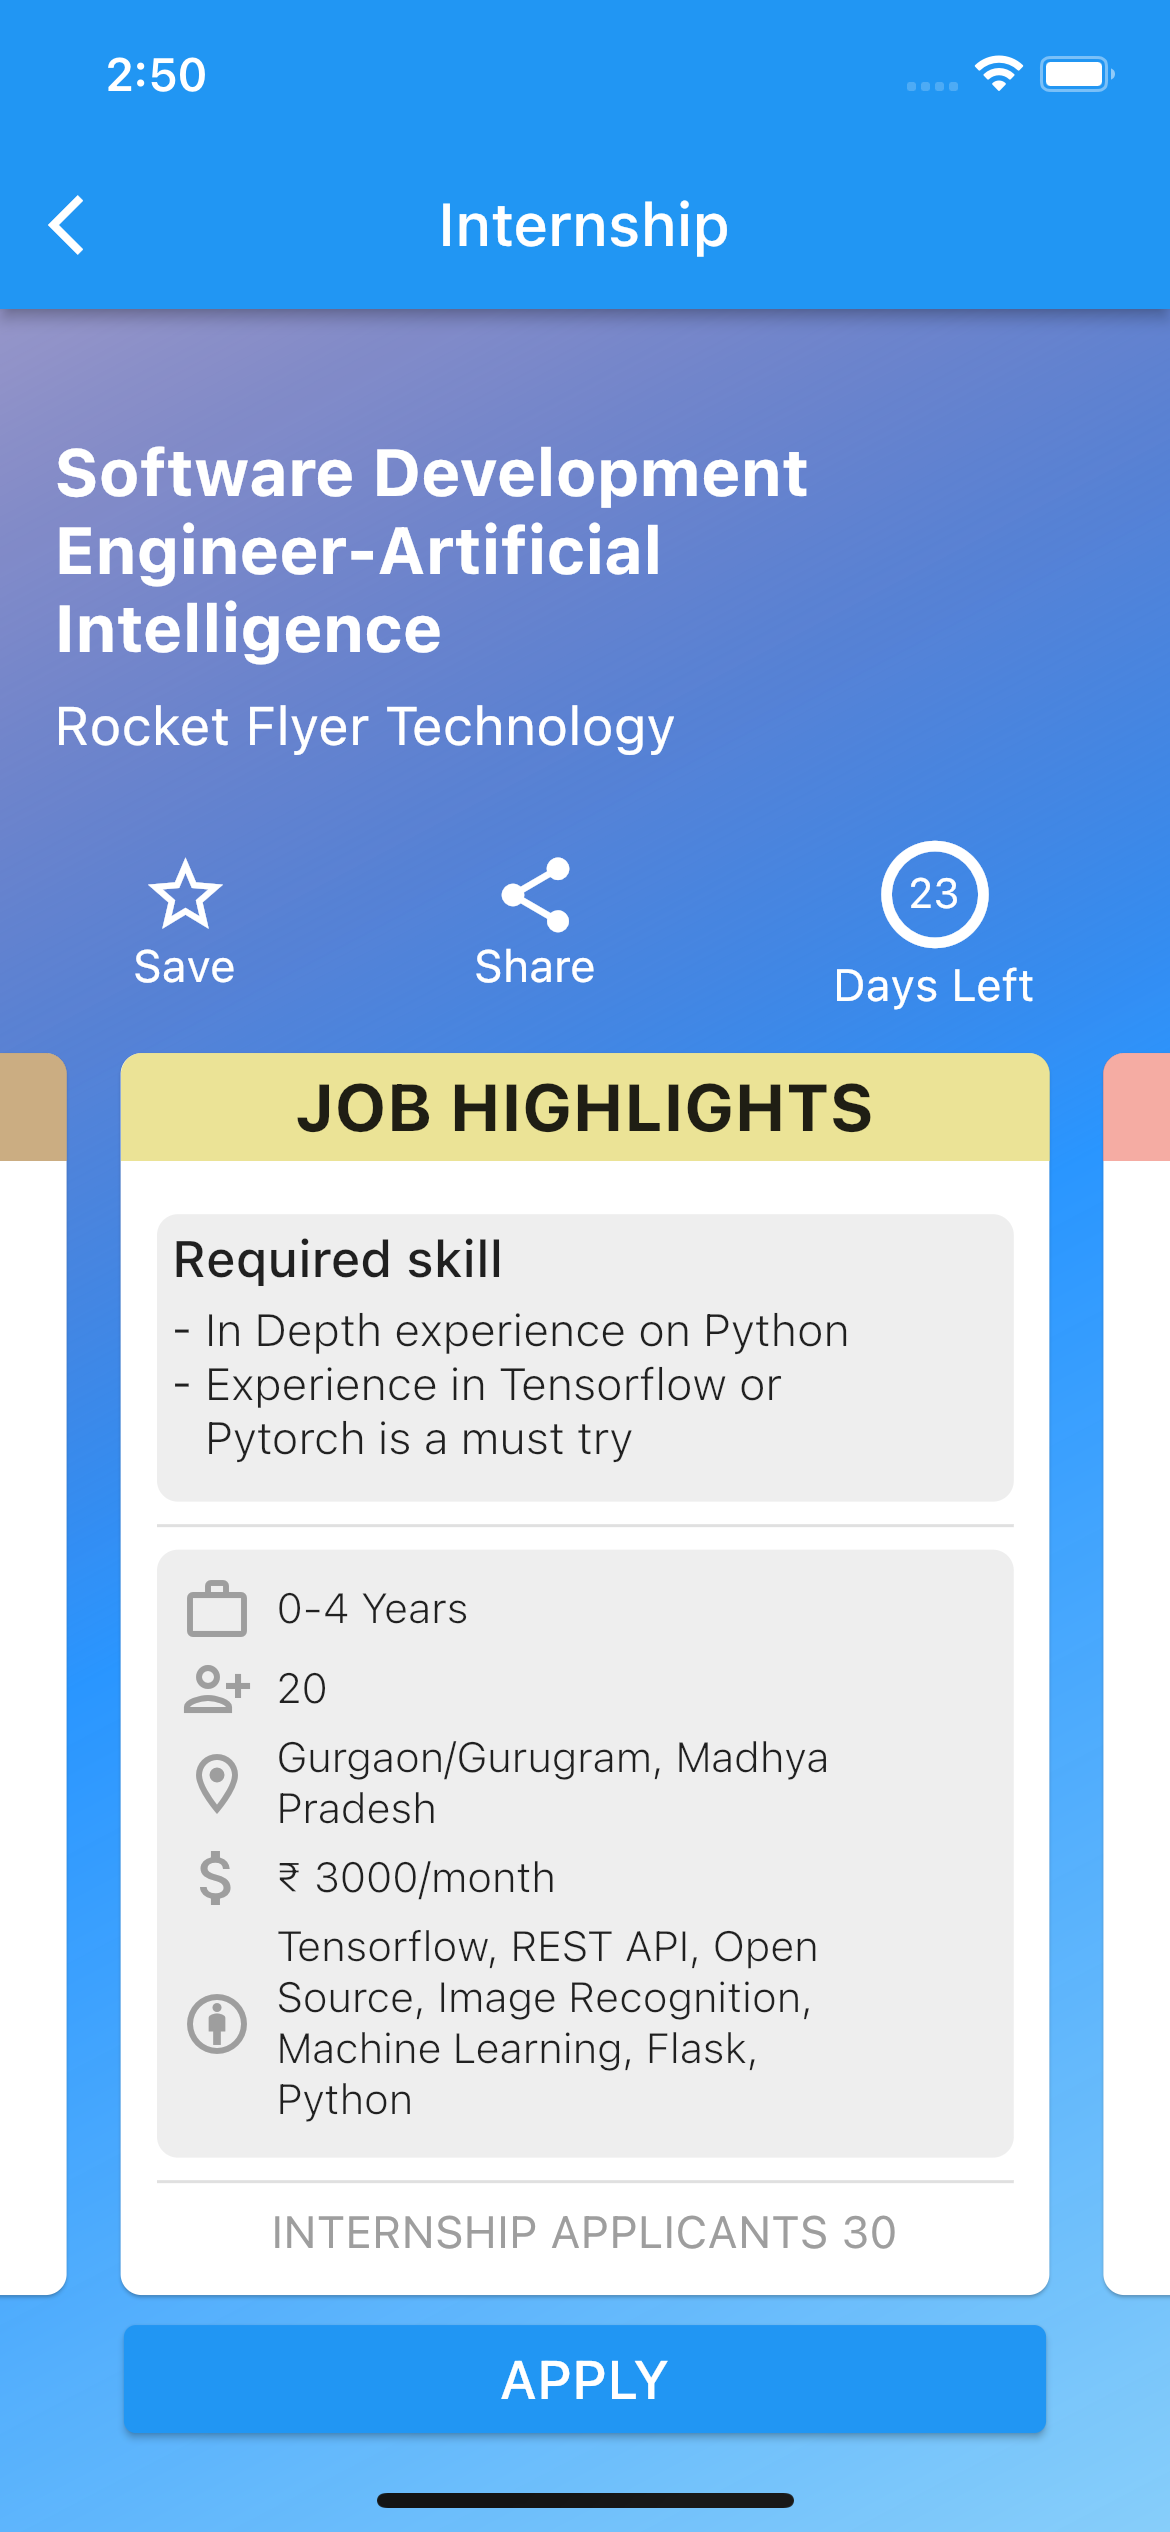 2:50
Internship
Software Development
Engineer-Artificial
Intelligence
Rocket Flyer Technology
Save
Share
23
Days Left
JOB HIGHLIGHTS
Required skill
- In Depth experience on Python
- Experience in Tensorflow or
Pytorch is a must try
0-4 Years
20
Gurgaon/Gurugram, Madhya
Pradesh
$ ₹ 3000/month
Tensorflow, REST API, Open
Source, Image Recognition,
Machine Learning, Flask,
Python
INTERNSHIP APPLICANTS 30
APPLY